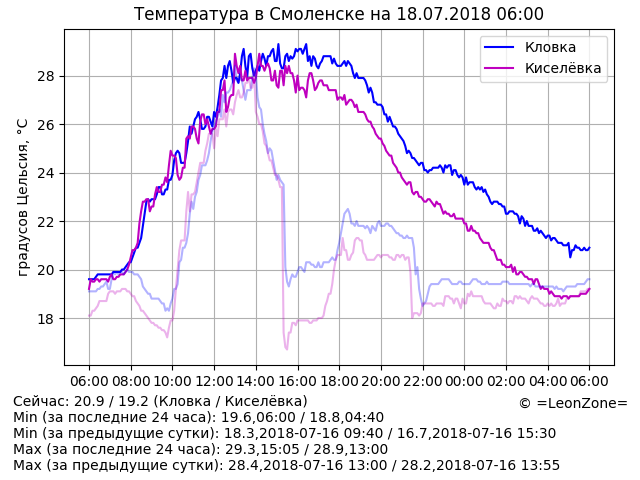 Температура в Смоленске на 18.07.2018 06:00
Кловка
Киселёвка
градусов Цельсия, °C
28
26
24
22
20
18
06:00 08:00 10:00 12:00 14:00 16:00 18:00 20:00 22:00 00:00 02:00 04:00 06:00
Сейчас: 20.9 / 19.2 (Кловка / Киселёвка)
© =LeonZone=
Min (за последние 24 часа): 19.6,06:00 / 18.8,04:40
Min (за предыдущие сутки): 18.3,2018-07-16 09:40 / 16.7,2018-07-16 15:30
Max (за последние 24 часа): 29.3,15:05 / 28.9,13:00
Max (за предыдущие сутки): 28.4,2018-07-16 13:00 / 28.2,2018-07-16 13:55